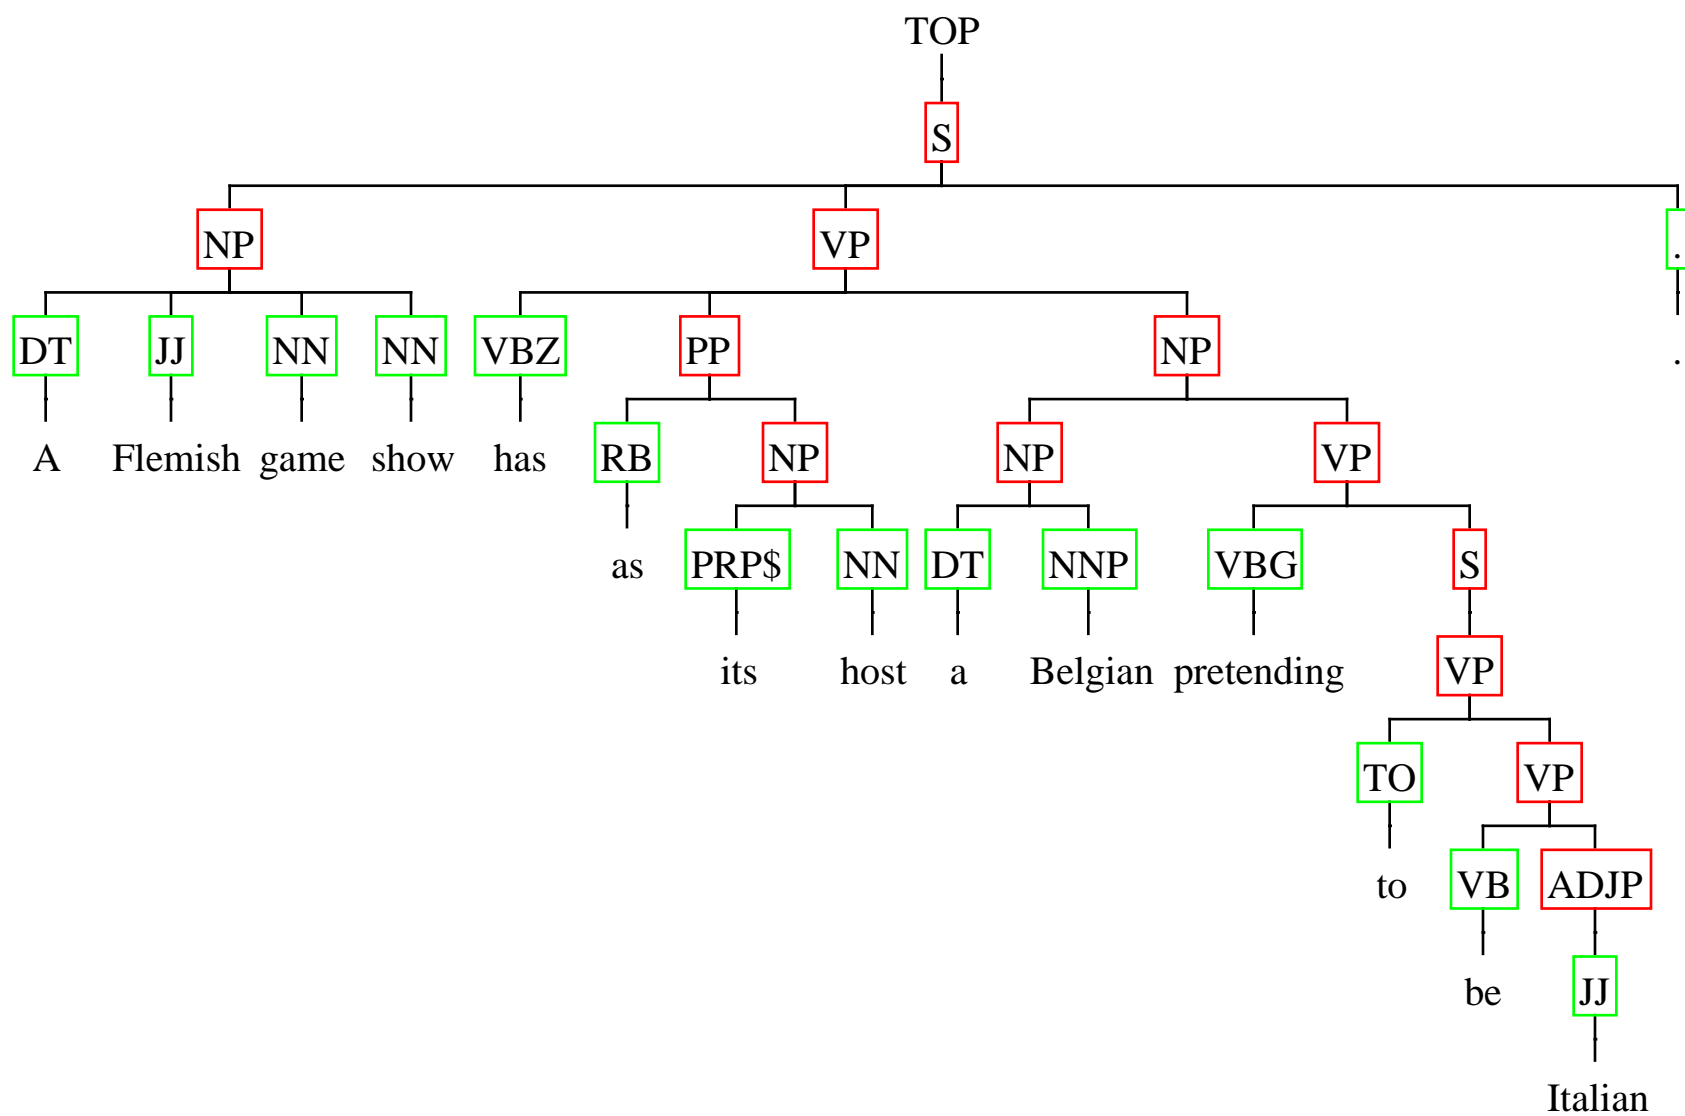 TOP
S
NP VP .
DT JJ NN NN VBZ PP NP .
A Flemish game show has RB NP NP VP
as PRP$ NN DT NNP VBG S
its host a Belgian pretending VP
TO VP
to VB ADJP
be JJ
Italian